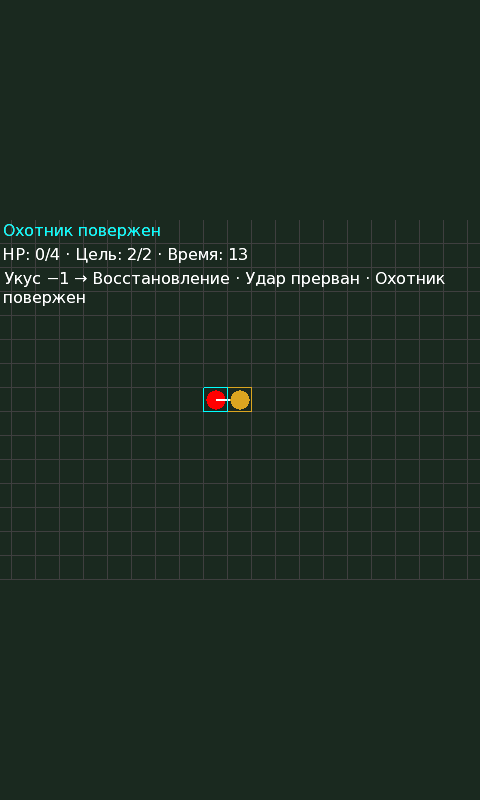 Охотник повержен
HP: 0/4 · Цель: 2/2 · Время: 13
Укус −1 → Восстановление · Удар прерван · Охотник
повержен